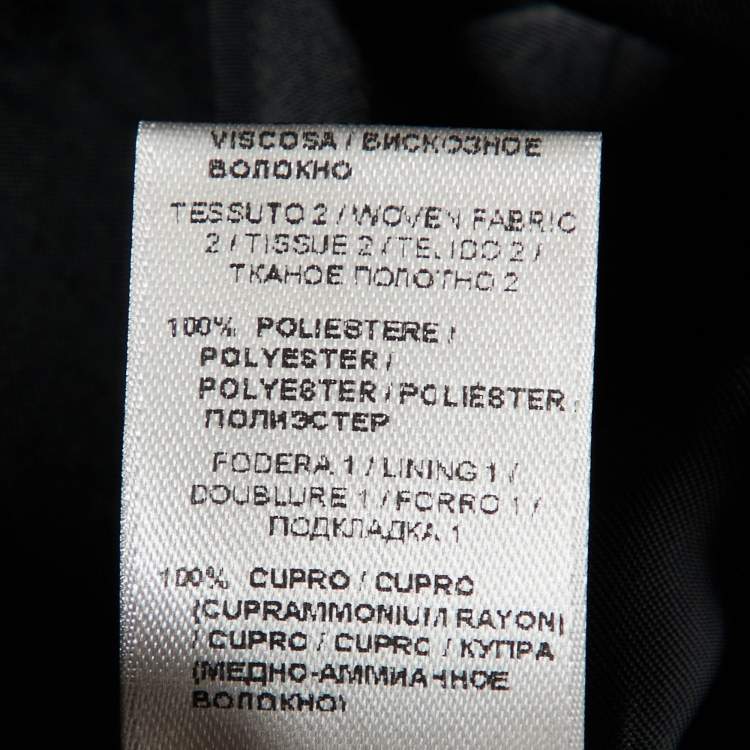 VISCOSA / ВИСКОЗНОЕ
ВОЛОКНО
TESSUTO 2 / WOVEN FABRIC
2 / TISSUE 2 / TEJIDO 2 /
ТКАНОЕ ПОЛОТНО 2
100% POLIESTERE /
POLYESTER /
POLYESTER / POLIÉSTER /
ПОЛИЭСТЕР
FODERA 1 / LINING 1 /
DOUBLURE 1 / FORRO 1 /
ПОДКЛАДКА 1
100% CUPRO / CUPRO
(CUPRAMMONIUM RAYON)
/ CUPRO / CUPRO / КУПРА
(МЕДНО-АММИАЧНОЕ
ВОЛОКНО)